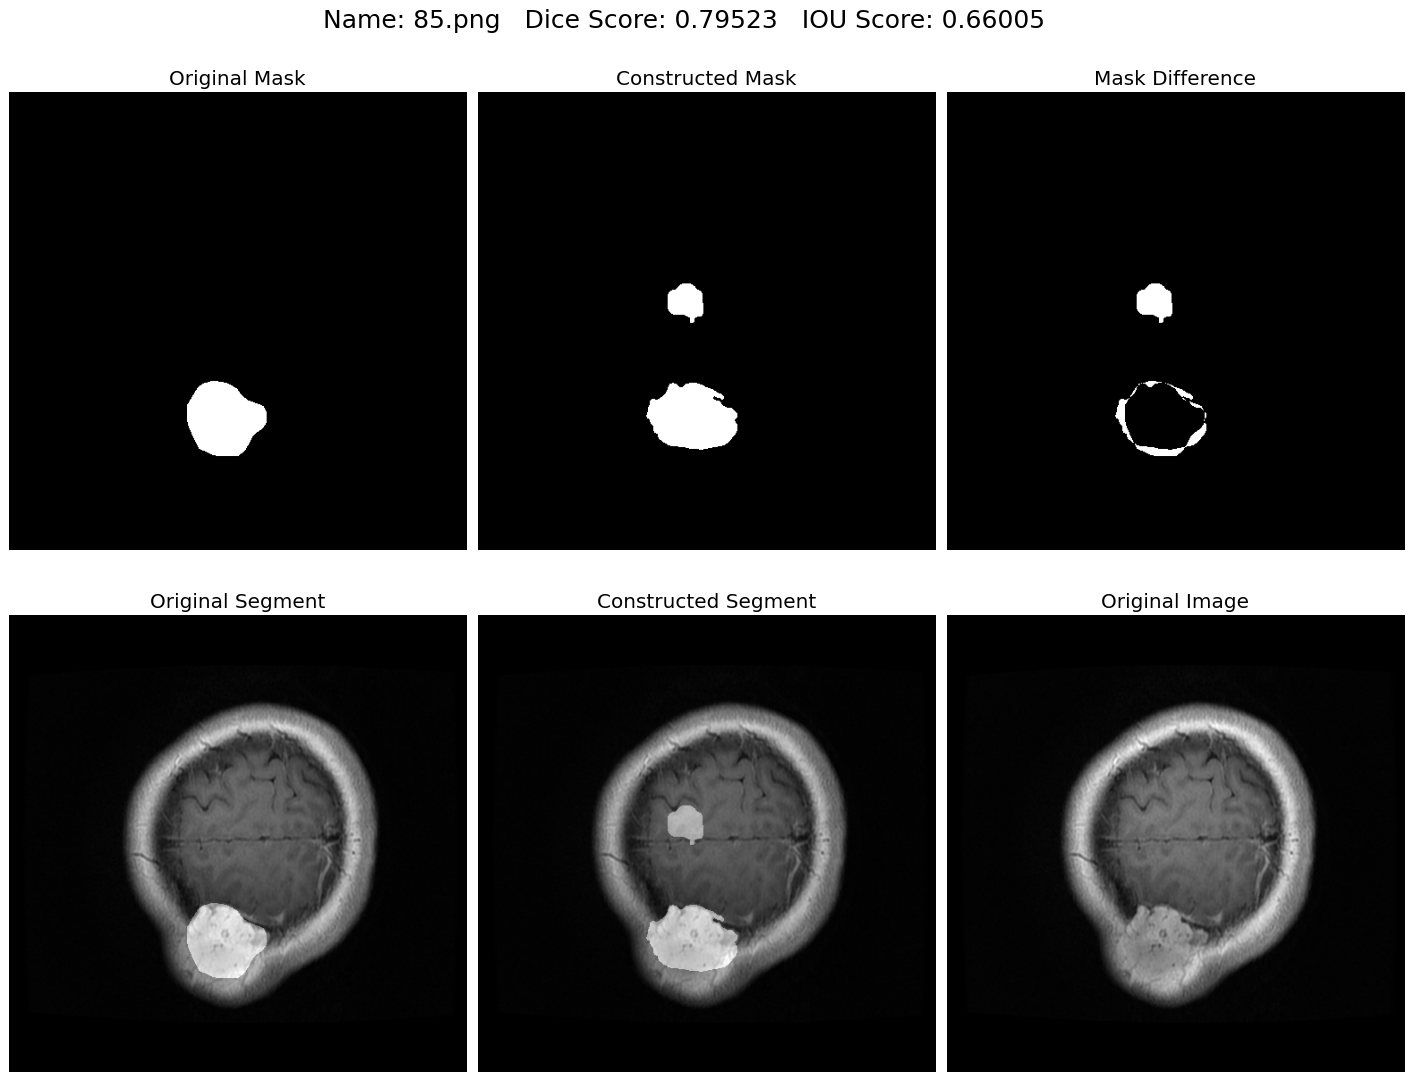 Name: 85.png   Dice Score: 0.79523   IOU Score: 0.66005
Original Mask
Constructed Mask
Mask Difference
Original Segment
Constructed Segment
Original Image